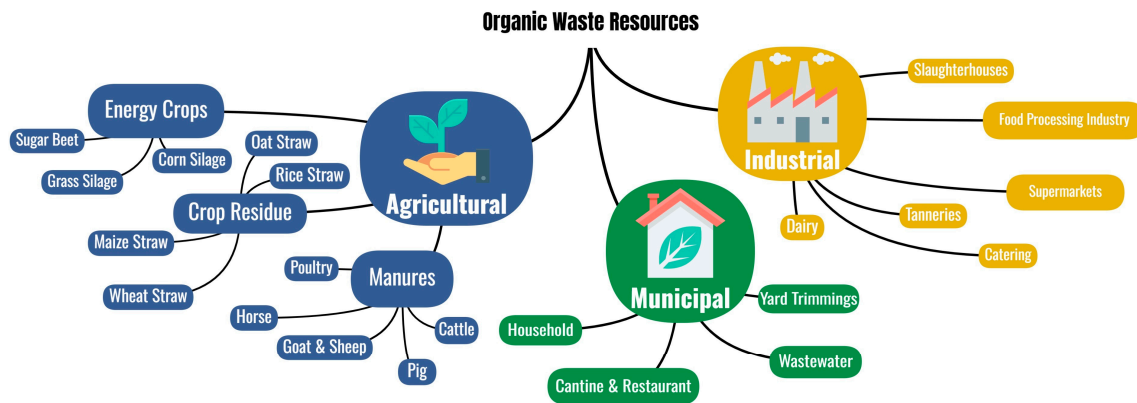 Organic Waste Resources
Energy Crops
Sugar Beet
Grass Silage
Corn Silage
Oat Straw
Rice Straw
Crop Residue
Maize Straw
Wheat Straw
Agricultural
Poultry
Manures
Horse
Goat & Sheep
Pig
Cattle
Municipal
Household
Cantine & Restaurant
Wastewater
Yard Trimmings
Industrial
Slaughterhouses
Food Processing Industry
Supermarkets
Tanneries
Catering
Dairy